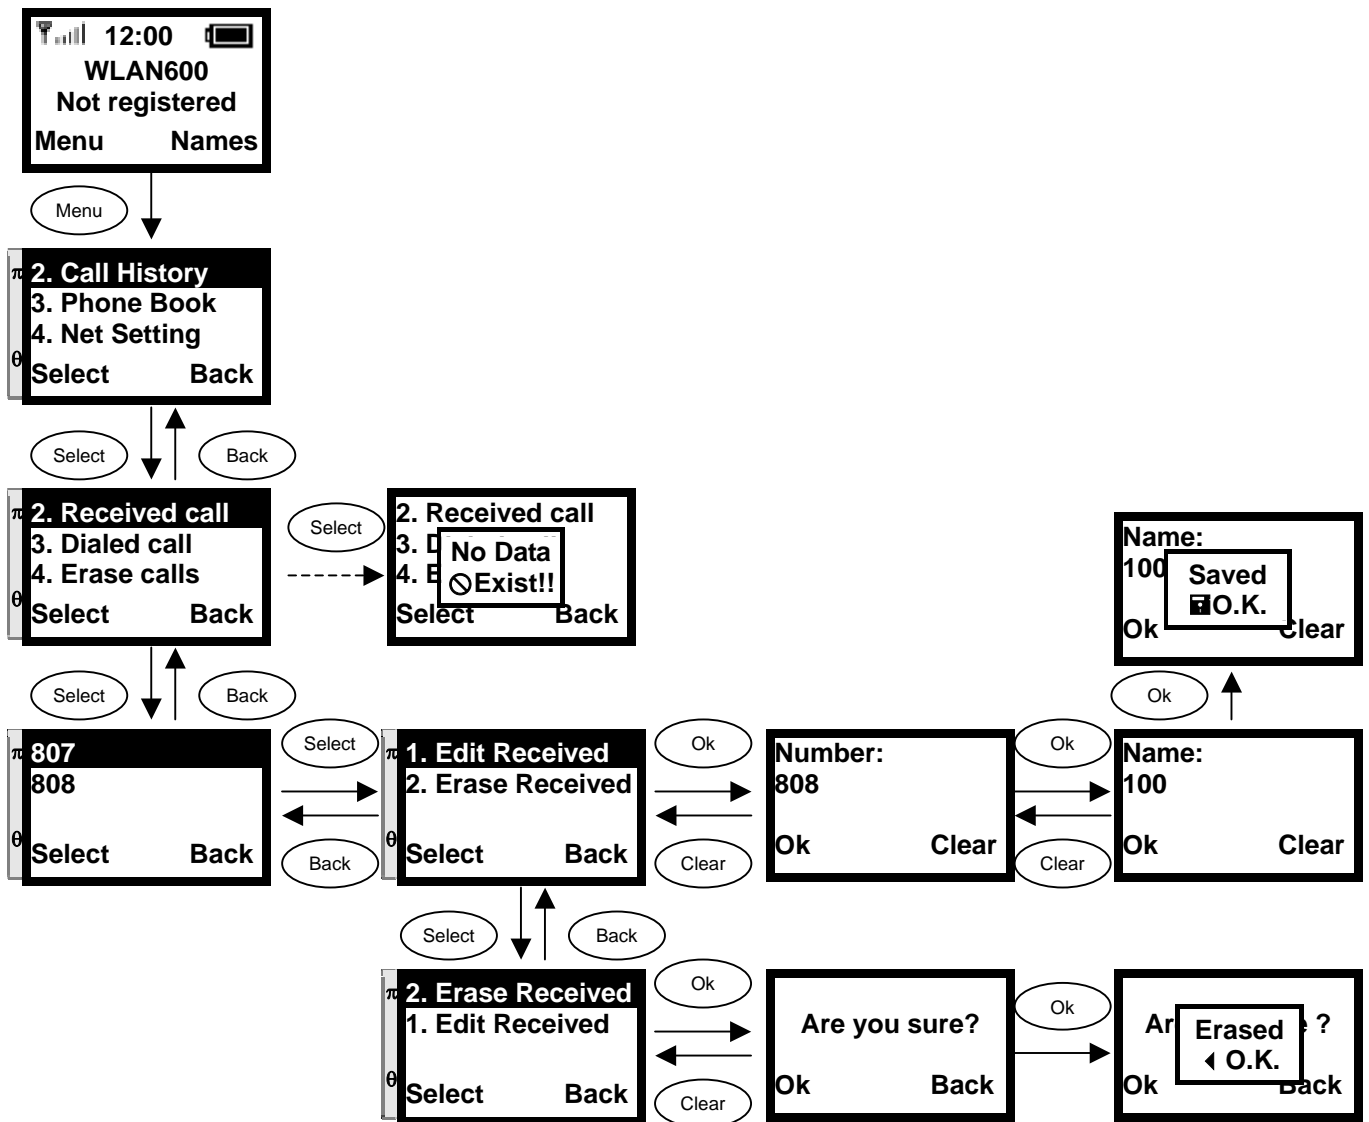 12:00
WLAN600
Not registered
Menu Names
Menu
π 2. Call History
3. Phone Book
4. Net Setting
θ
Select Back
Select Back
π 2. Received call
3. Dialed call
4. Erase calls
θ
Select Back
Select
2. Received call
3. D
4. E
No Data
Exist!!
Select Back
Name:
100
Saved
O.K.
Ok Clear
Select Back
Ok
π 807
808
θ
Select Back
Select
Back
π 1. Edit Received
2. Erase Received
θ
Select Back
Ok
Clear
Number:
808
Ok Clear
Ok
Clear
Name:
100
Ok Clear
Select Back
π 2. Erase Received
1. Edit Received
θ
Select Back
Ok
Clear
Are you sure?
Ok Back
Ok
Ar ?
Erased
O.K.
Ok Back